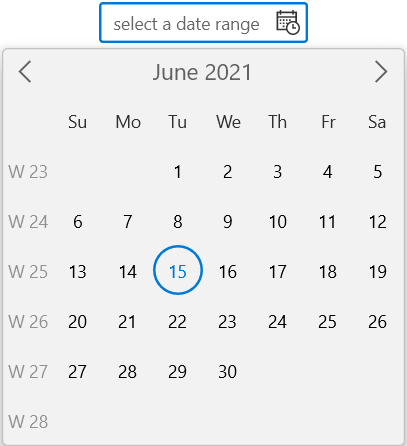 select a date range
June 2021
Su Mo Tu We Th Fr Sa
W 23 1 2 3 4 5
W 24 6 7 8 9 10 11 12
W 25 13 14 15 16 17 18 19
W 26 20 21 22 23 24 25 26
W 27 27 28 29 30
W 28